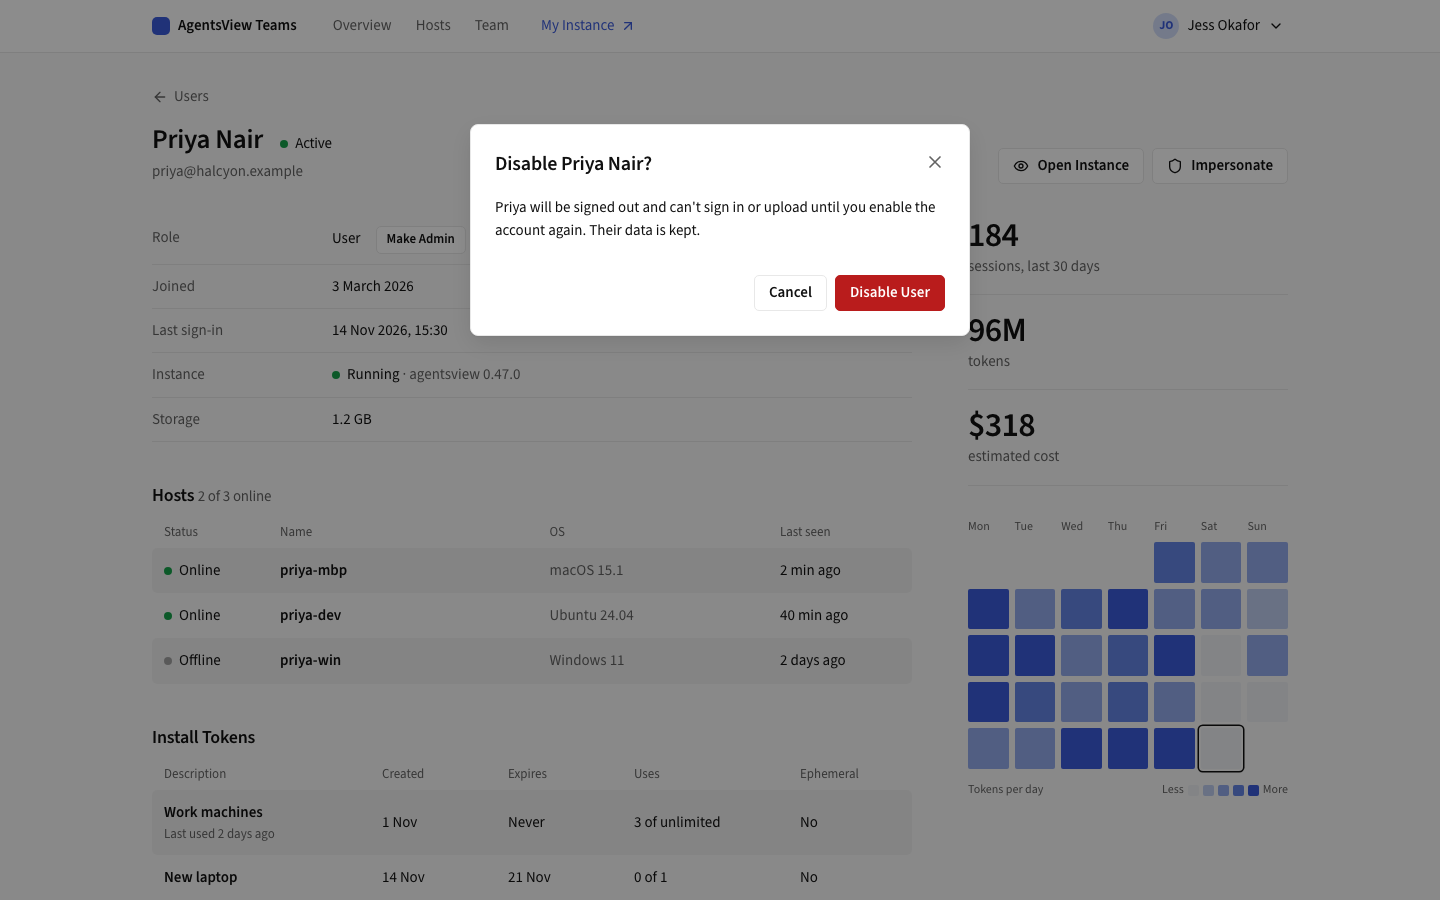 AgentsView Teams
Overview
Hosts
Team
My Instance
JO
Jess Okafor
Users
Priya Nair
Active
priya@halcyon.example
Open Instance
Impersonate
Disable Priya Nair?
Priya will be signed out and can't sign in or upload until you enable the
account again. Their data is kept.
Cancel
Disable User
Role
User
Make Admin
Joined
3 March 2026
Last sign-in
14 Nov 2026, 15:30
Instance
Running · agentsview 0.47.0
Storage
1.2 GB
184
sessions, last 30 days
96M
tokens
$318
estimated cost
Hosts 2 of 3 online
Status Name OS Last seen
Online priya-mbp macOS 15.1 2 min ago
Online priya-dev Ubuntu 24.04 40 min ago
Offline priya-win Windows 11 2 days ago
Mon Tue Wed Thu Fri Sat Sun
Tokens per day
Less
More
Install Tokens
Description Created Expires Uses Ephemeral
Work machines
Last used 2 days ago
1 Nov Never 3 of unlimited No
New laptop 14 Nov 21 Nov 0 of 1 No